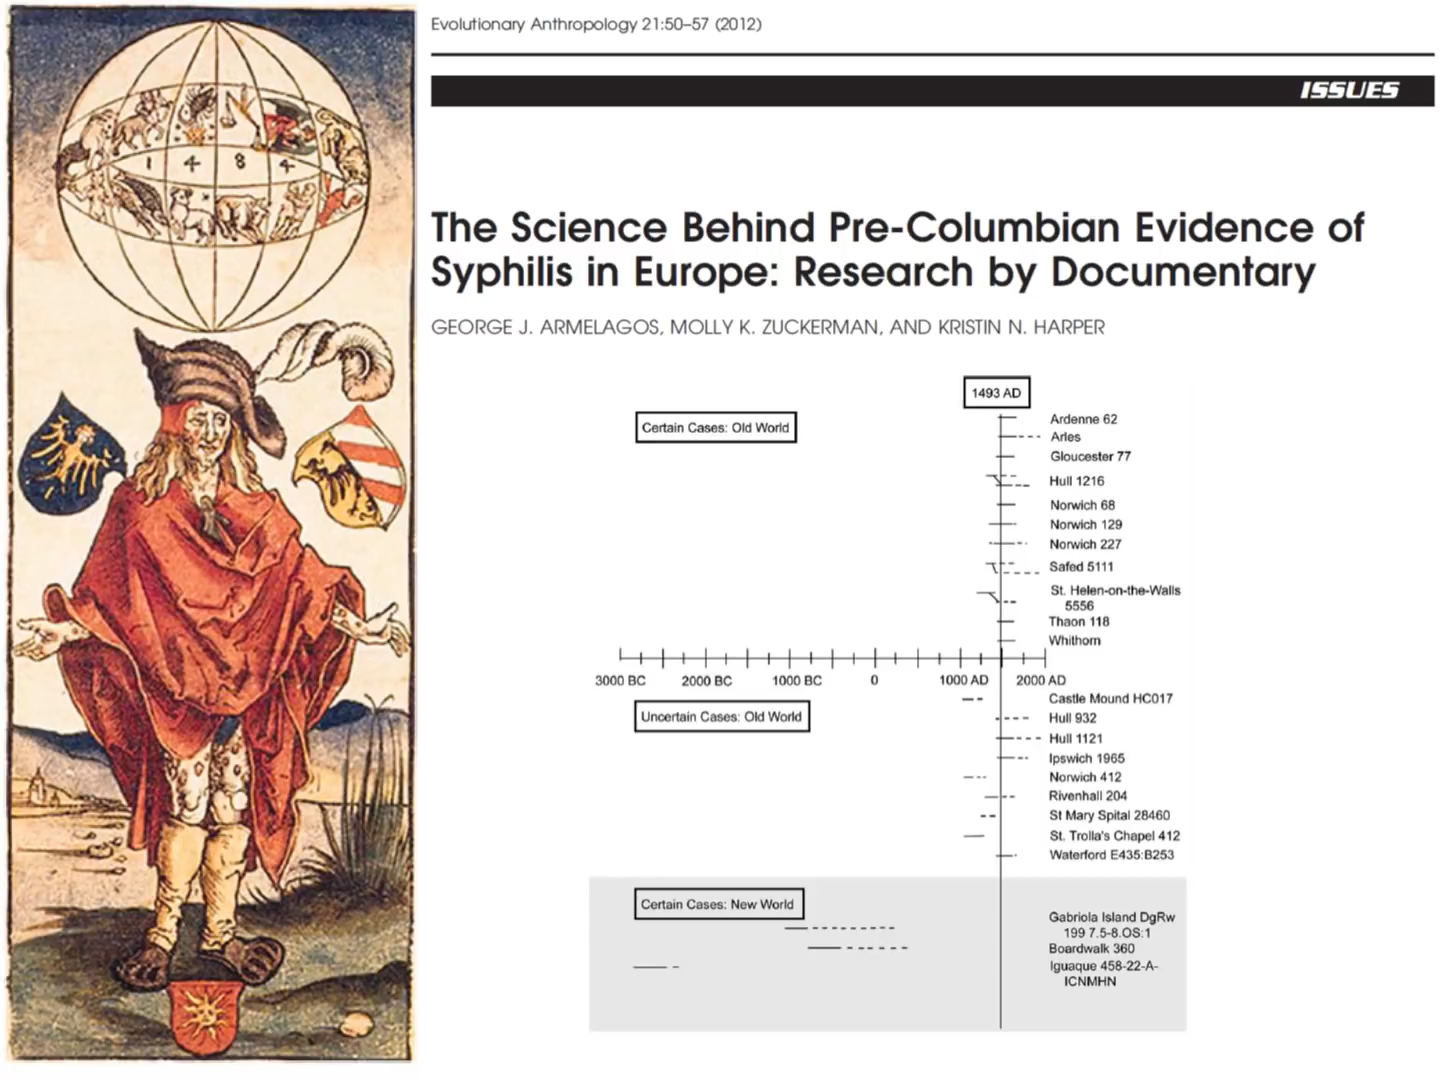 Evolutionary Anthropology 21:50–57 (2012)
ISSUES
The Science Behind Pre-Columbian Evidence of
Syphilis in Europe: Research by Documentary
GEORGE J. ARMELAGOS, MOLLY K. ZUCKERMAN, AND KRISTIN N. HARPER
1 4 8 4
1493 AD
Certain Cases: Old World
Ardenne 62
Arles
Gloucester 77
Hull 1216
Norwich 68
Norwich 129
Norwich 227
Safed 5111
St. Helen-on-the-Walls
5556
Thaon 118
Whithorn
3000 BC 2000 BC 1000 BC 0 1000 AD 2000 AD
Uncertain Cases: Old World
Castle Mound HC017
Hull 932
Hull 1121
Ipswich 1965
Norwich 412
Rivenhall 204
St Mary Spital 28460
St. Trolla's Chapel 412
Waterford E435:B253
Certain Cases: New World
Gabriola Island DgRw
199 7.5-8.OS:1
Boardwalk 360
Iguaque 458-22-A-
ICNMHN